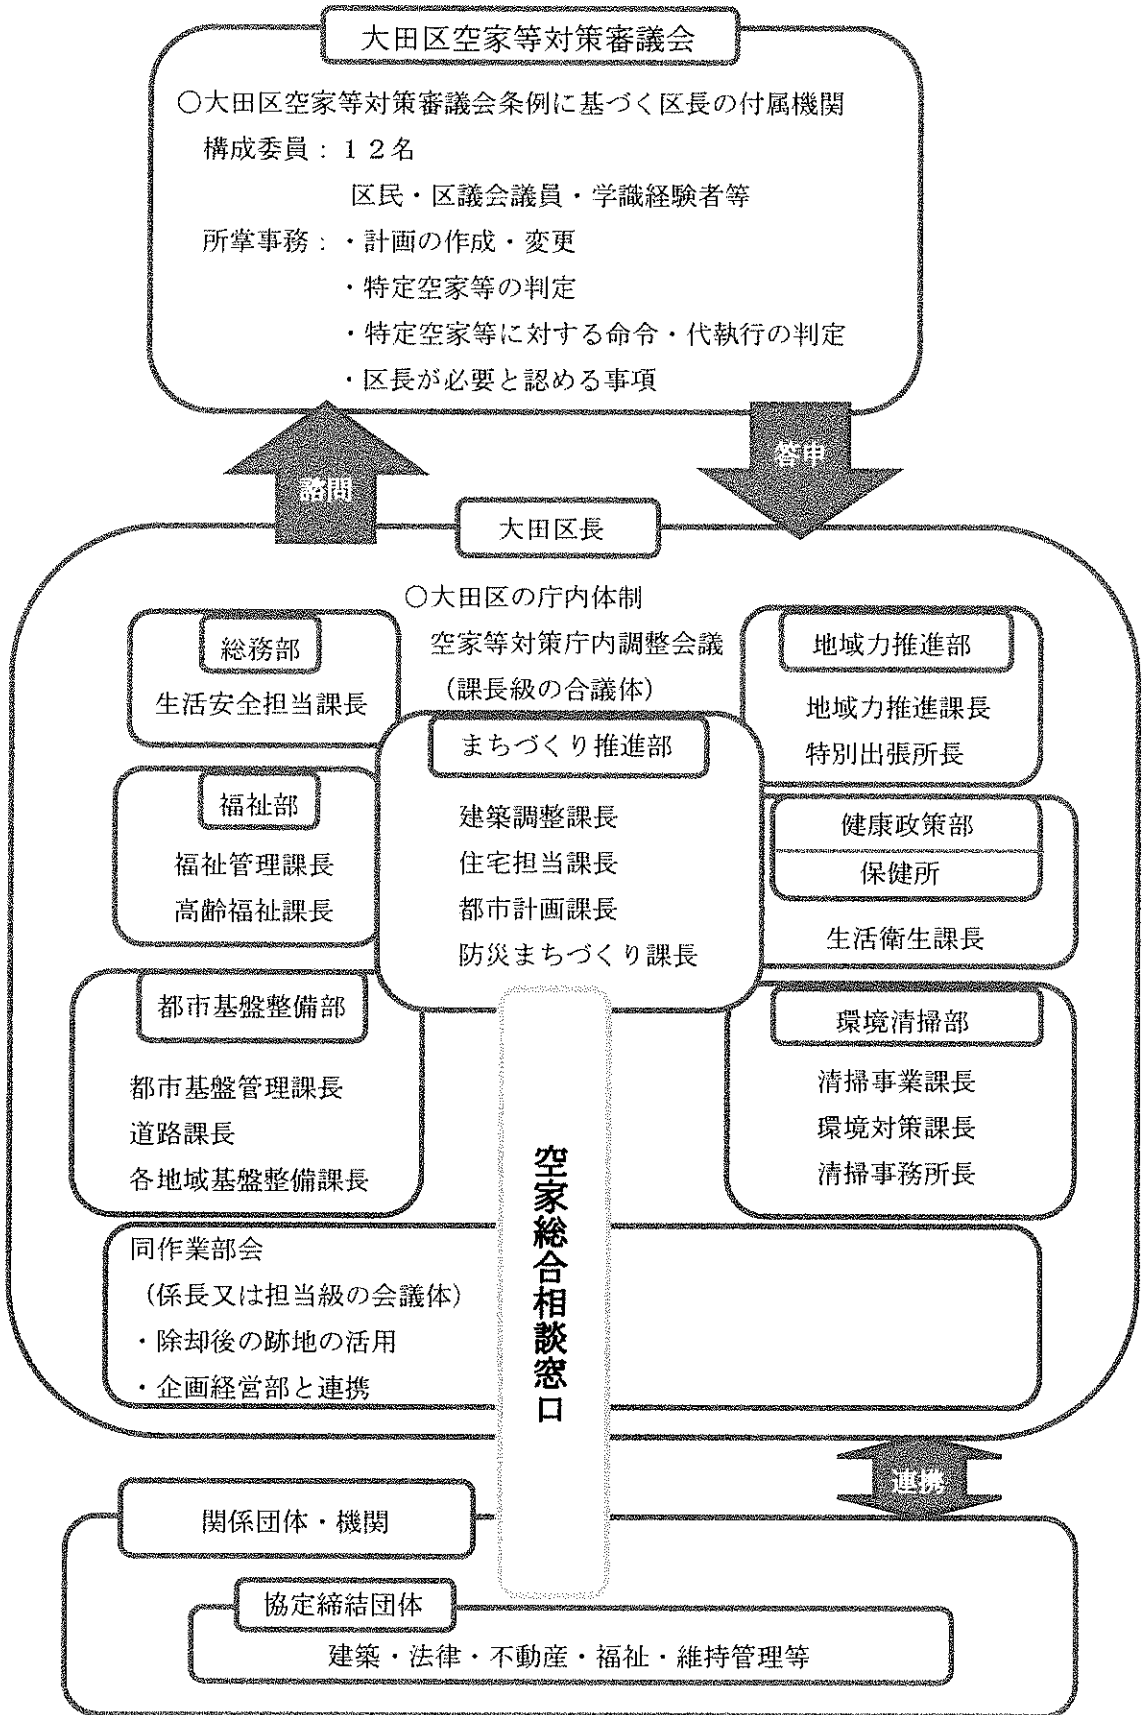 大田区空家等対策審議会
○大田区空家等対策審議会条例に基づく区長の付属機関
構成委員：１２名
区民・区議会議員・学識経験者等
所掌事務：・計画の作成・変更
・特定空家等の判定
・特定空家等に対する命令・代執行の判定
・区長が必要と認める事項
諮問
答申
大田区長
○大田区の庁内体制
空家等対策庁内調整会議
（課長級の合議体）
総務部
生活安全担当課長
地域力推進部
地域力推進課長
特別出張所長
まちづくり推進部
建築調整課長
住宅担当課長
都市計画課長
防災まちづくり課長
福祉部
福祉管理課長
高齢福祉課長
健康政策部
保健所
生活衛生課長
都市基盤整備部
都市基盤管理課長
道路課長
各地域基盤整備課長
環境清掃部
清掃事業課長
環境対策課長
清掃事務所長
空家総合相談窓口
同作業部会
（係長又は担当級の会議体）
・除却後の跡地の活用
・企画経営部と連携
連携
関係団体・機関
協定締結団体
建築・法律・不動産・福祉・維持管理等